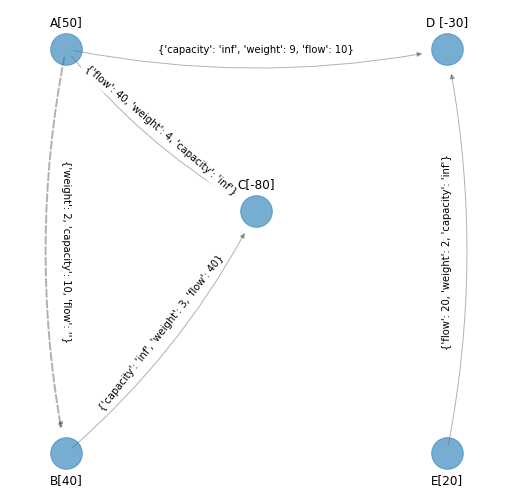 A[50]
D [-30]
{'capacity': 'inf', 'weight': 9, 'flow': 10}
{'flow': 40, 'weight': 4, 'capacity': 'inf'}
C[-80]
{'weight': 2, 'capacity': 10, 'flow': ''}
{'flow': 20, 'weight': 2, 'capacity': 'inf'}
{'capacity': 'inf', 'weight': 3, 'flow': 40}
B[40]
E[20]